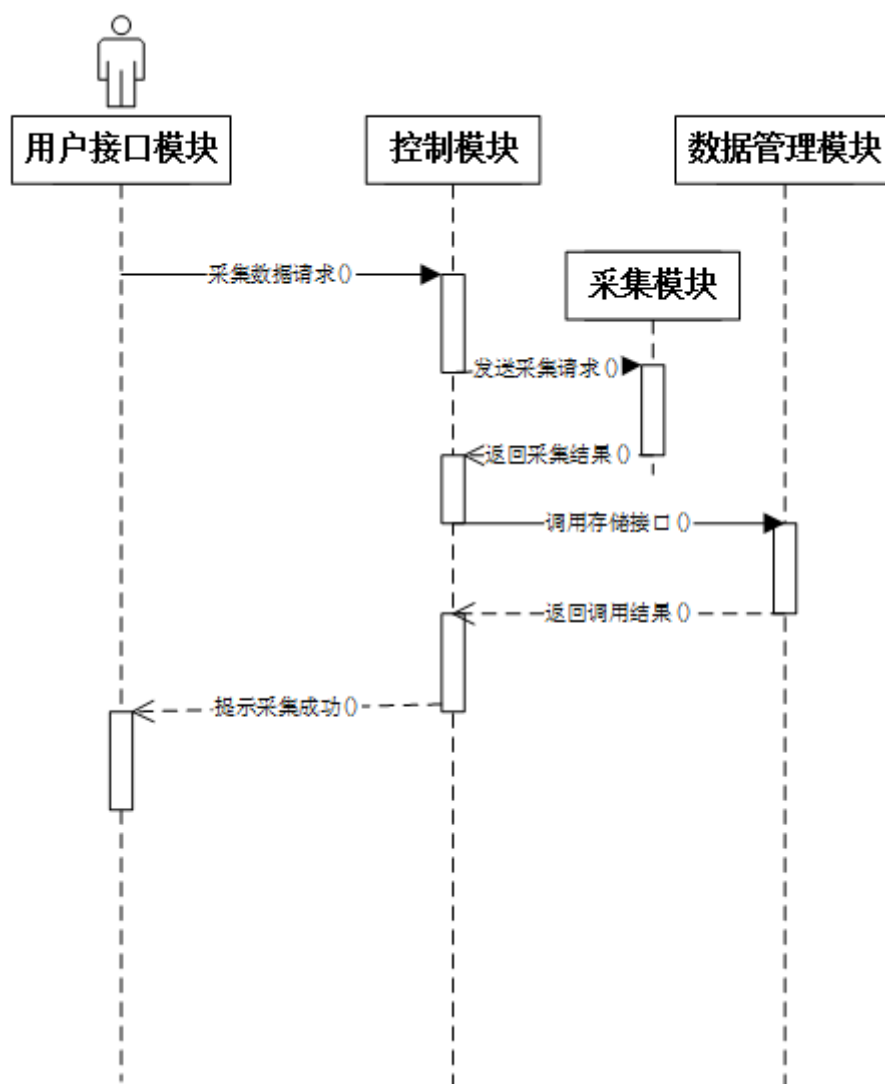 用户接口模块
控制模块
数据管理模块
采集数据请求()
采集模块
发送采集请求()
返回采集结果()
调用存储接口()
返回调用结果()
提示采集成功()